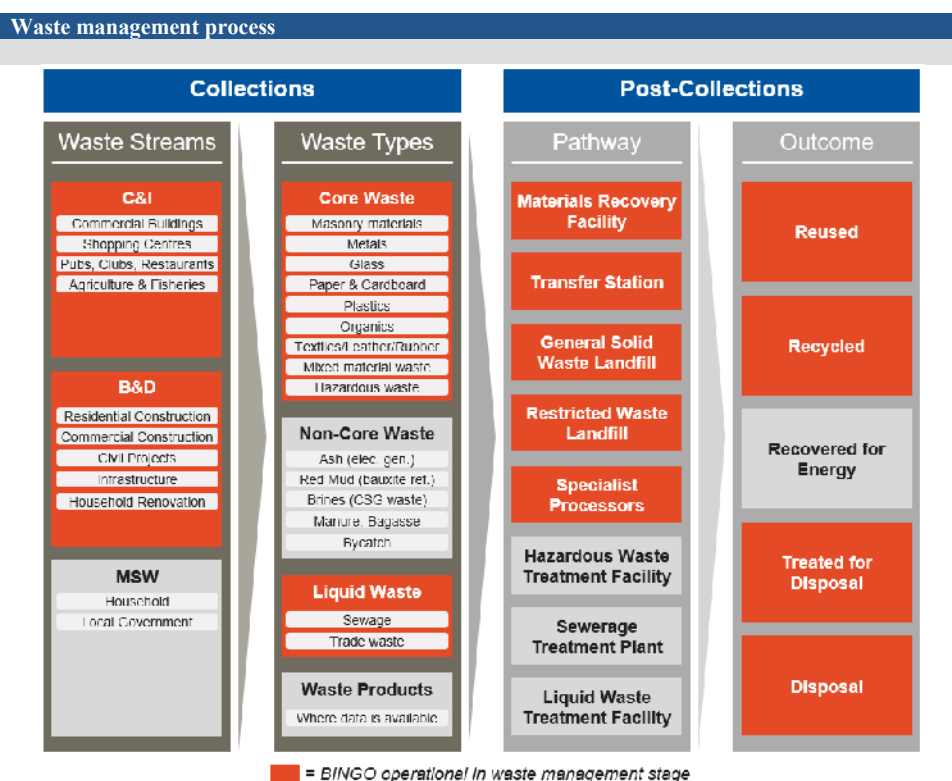 Waste management process
Collections
Post-Collections
Waste Streams
Waste Types
Pathway
Outcome
C&I
Commercial Buildings
Shopping Centres
Pubs, Clubs, Restaurants
Agriculture & Fisheries
B&D
Residential Construction
Commercial Construction
Civil Projects
Infrastructure
Household Renovation
MSW
Household
Local Government
Core Waste
Masonry materials
Metals
Glass
Paper & Cardboard
Plastics
Organics
Textiles/Leather/Rubber
Mixed material waste
Hazardous waste
Non-Core Waste
Ash (elec. gen.)
Red Mud (bauxite ref.)
Brines (CSG waste)
Manure, Bagasse
Bycatch
Liquid Waste
Sewage
Trade waste
Waste Products
Where data is available
Materials Recovery
Facility
Transfer Station
General Solid
Waste Landfill
Restricted Waste
Landfill
Specialist
Processors
Hazardous Waste
Treatment Facility
Sewerage
Treatment Plant
Liquid Waste
Treatment Facility
Reused
Recycled
Recovered for
Energy
Treated for
Disposal
Disposal
= BINGO operational in waste management stage